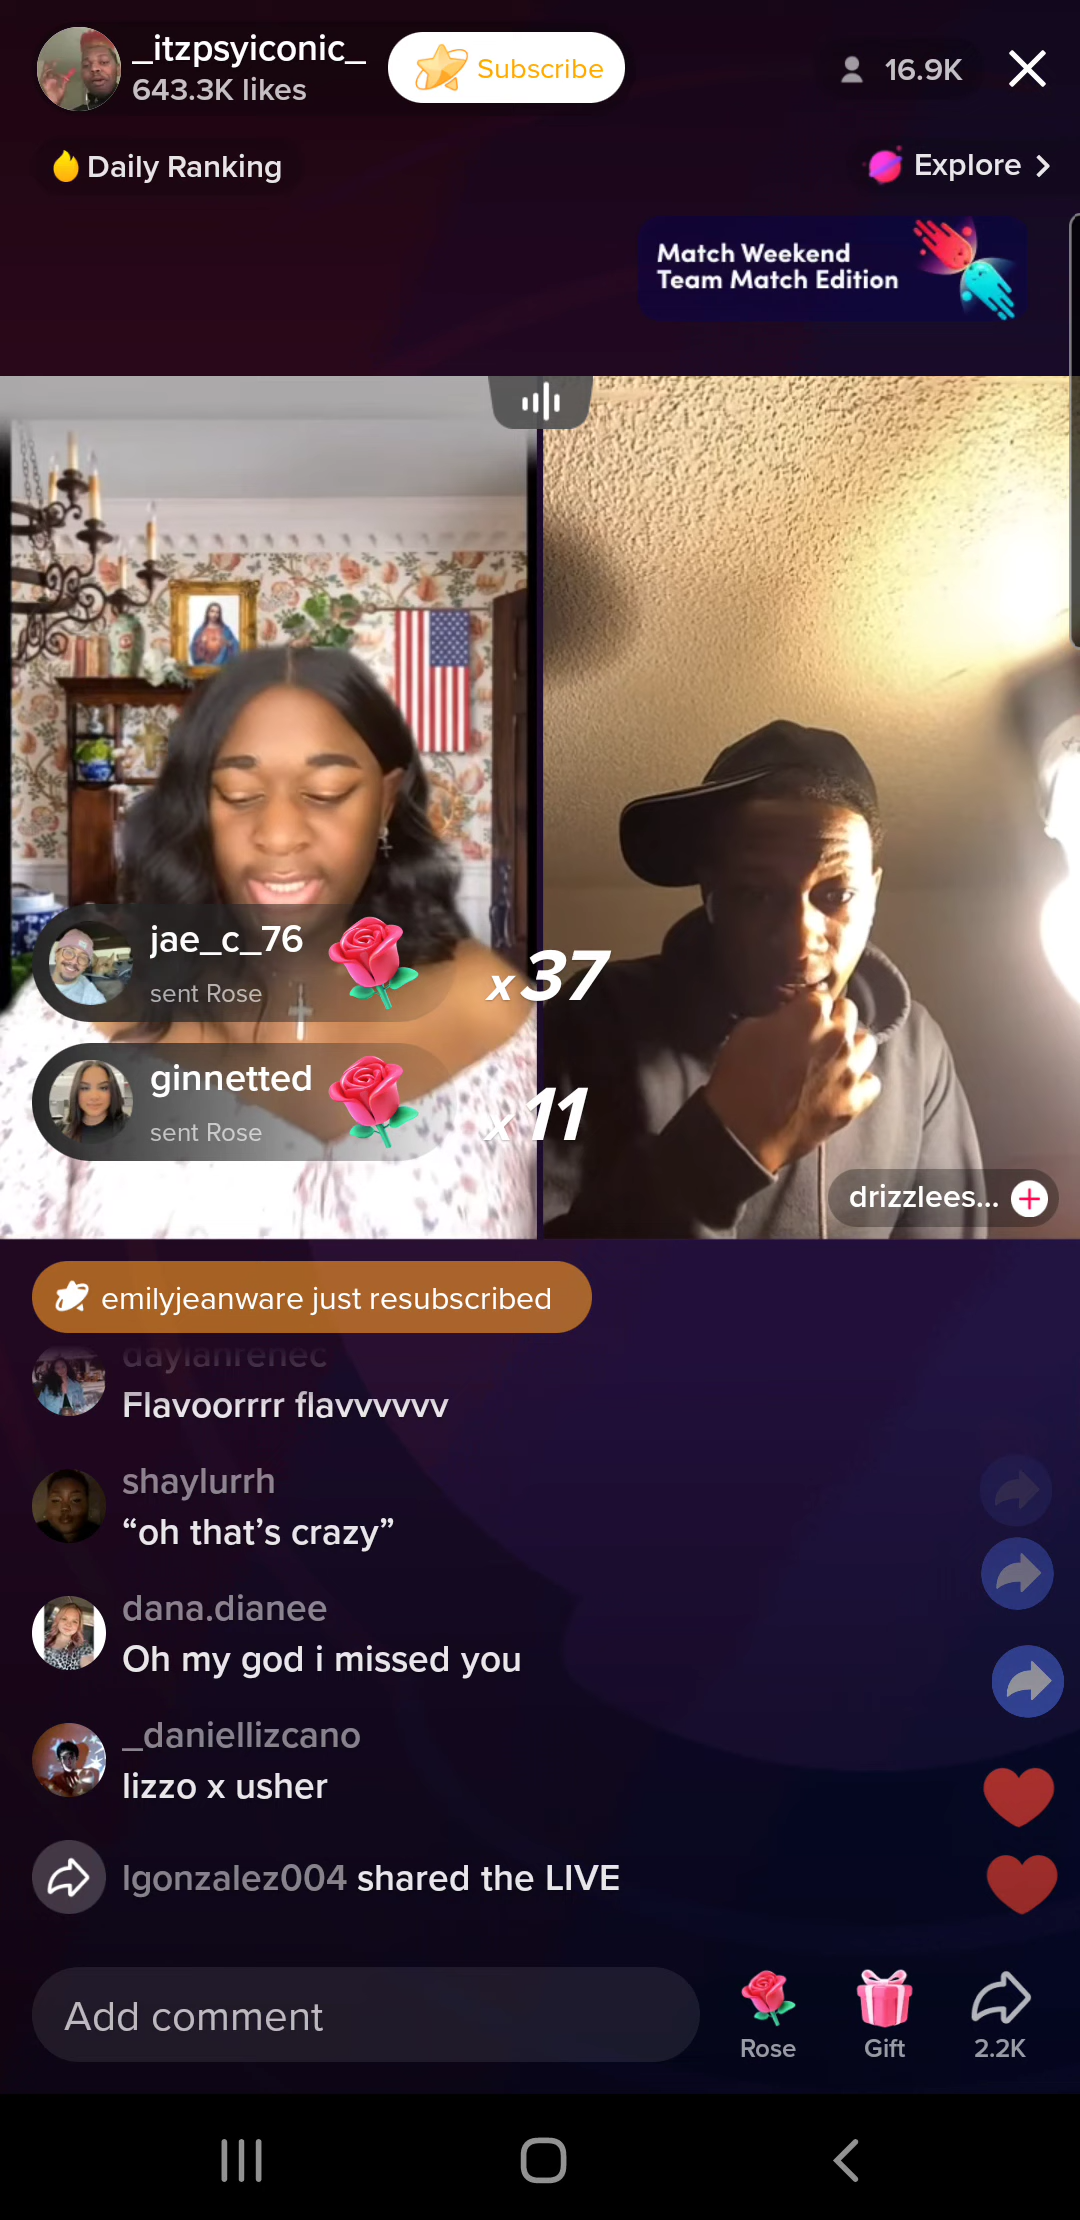 _itzpsyiconic_
643.3K likes
Subscribe
16.9K
Daily Ranking
Explore
Match Weekend
Team Match Edition
jae_c_76
sent Rose
x37
ginnetted
sent Rose
x11
drizzlees...
emilyjeanware just resubscribed
daylanrenec
Flavoorrrr flavvvvvv
shaylurrh
“oh that’s crazy”
dana.dianee
Oh my god i missed you
_daniellizcano
lizzo x usher
lgonzalez004 shared the LIVE
Add comment
Rose
Gift
2.2K